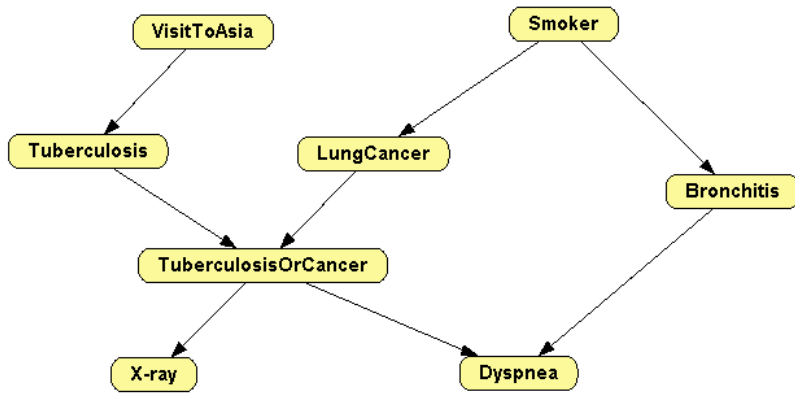 VisitToAsia
Smoker
Tuberculosis
LungCancer
Bronchitis
TuberculosisOrCancer
X-ray
Dyspnea